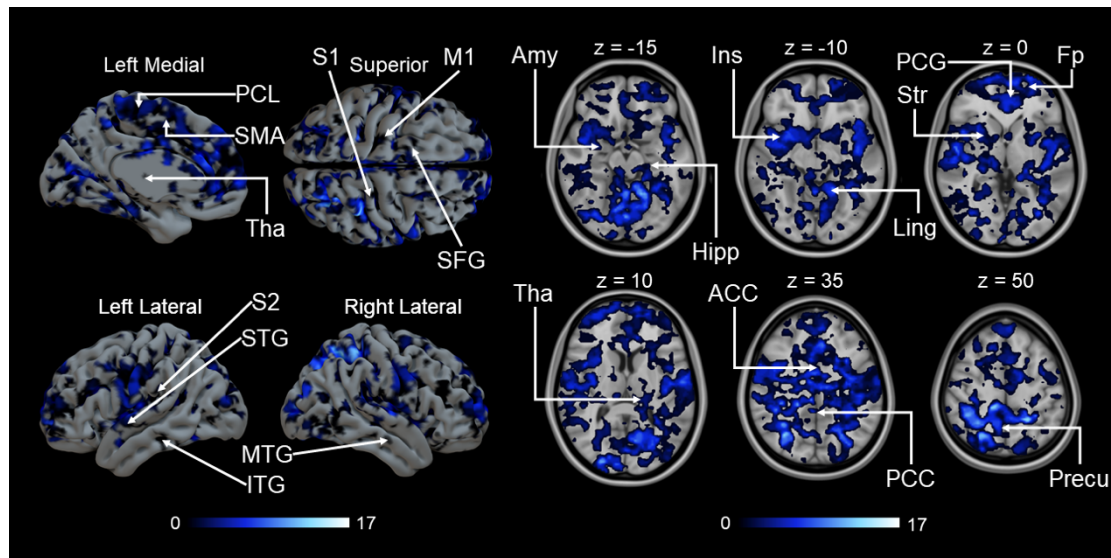 Left Medial
PCL
SMA
Tha
S1
Superior
M1
SFG
Left Lateral
S2
STG
Right Lateral
MTG
ITG
0
17
Amy
z = -15
Hipp
Ins
z = -10
Ling
PCG
z = 0
Fp
Str
Tha
z = 10
ACC
z = 35
PCC
z = 50
Precu
0
17